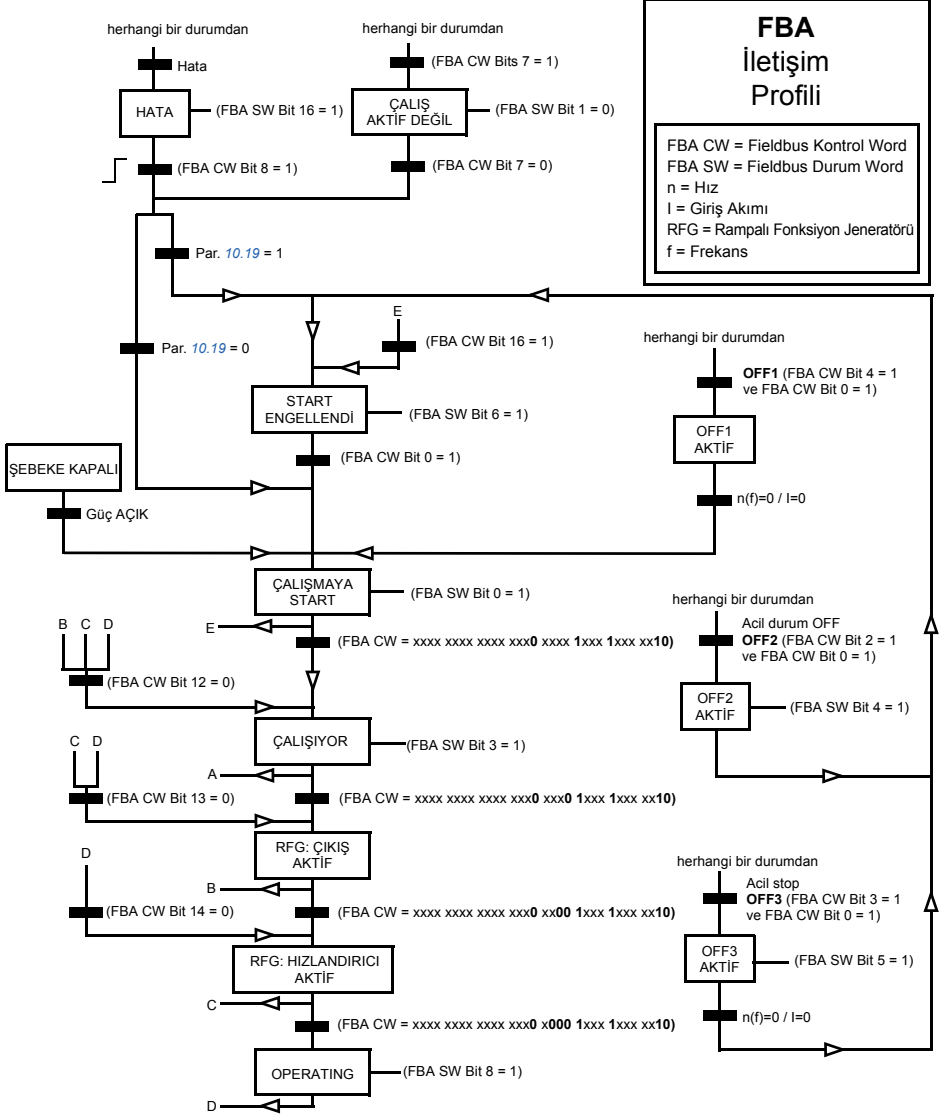 herhangi bir durumdan
Hata
HATA
(FBA SW Bit 16 = 1)
(FBA CW Bit 8 = 1)
herhangi bir durumdan
(FBA CW Bits 7 = 1)
ÇALIŞ
AKTİF DEĞİL
(FBA SW Bit 1 = 0)
(FBA CW Bit 7 = 0)
FBA
İletişim
Profili
FBA CW = Fieldbus Kontrol Word
FBA SW = Fieldbus Durum Word
n = Hız
I = Giriş Akımı
RFG = Rampalı Fonksiyon Jeneratörü
f = Frekans
Par. 10.19 = 1
Par. 10.19 = 0
E
(FBA CW Bit 16 = 1)
START
ENGELLENDİ
(FBA SW Bit 6 = 1)
(FBA CW Bit 0 = 1)
herhangi bir durumdan
OFF1 (FBA CW Bit 4 = 1
ve FBA CW Bit 0 = 1)
OFF1
AKTİF
n(f)=0 / I=0
ŞEBEKE KAPALI
Güç AÇIK
ÇALIŞMAYA
START
(FBA SW Bit 0 = 1)
E
(FBA CW = xxxx xxxx xxxx xxx0 xxxx 1xxx 1xxx xx10)
B C D
(FBA CW Bit 12 = 0)
herhangi bir durumdan
Acil durum OFF
OFF2 (FBA CW Bit 2 = 1
ve FBA CW Bit 0 = 1)
OFF2
AKTİF
(FBA SW Bit 4 = 1)
ÇALIŞIYOR
(FBA SW Bit 3 = 1)
A
C D
(FBA CW Bit 13 = 0)
(FBA CW = xxxx xxxx xxxx xxx0 xxx0 1xxx 1xxx xx10)
RFG: ÇIKIŞ
AKTİF
B
D
(FBA CW Bit 14 = 0)
(FBA CW = xxxx xxxx xxxx xxx0 xx00 1xxx 1xxx xx10)
RFG: HIZLANDIRICI
AKTİF
C
(FBA CW = xxxx xxxx xxxx xxx0 x000 1xxx 1xxx xx10)
OPERATING
(FBA SW Bit 8 = 1)
D
herhangi bir durumdan
Acil stop
OFF3 (FBA CW Bit 3 = 1
ve FBA CW Bit 0 = 1)
OFF3
AKTİF
(FBA SW Bit 5 = 1)
n(f)=0 / I=0